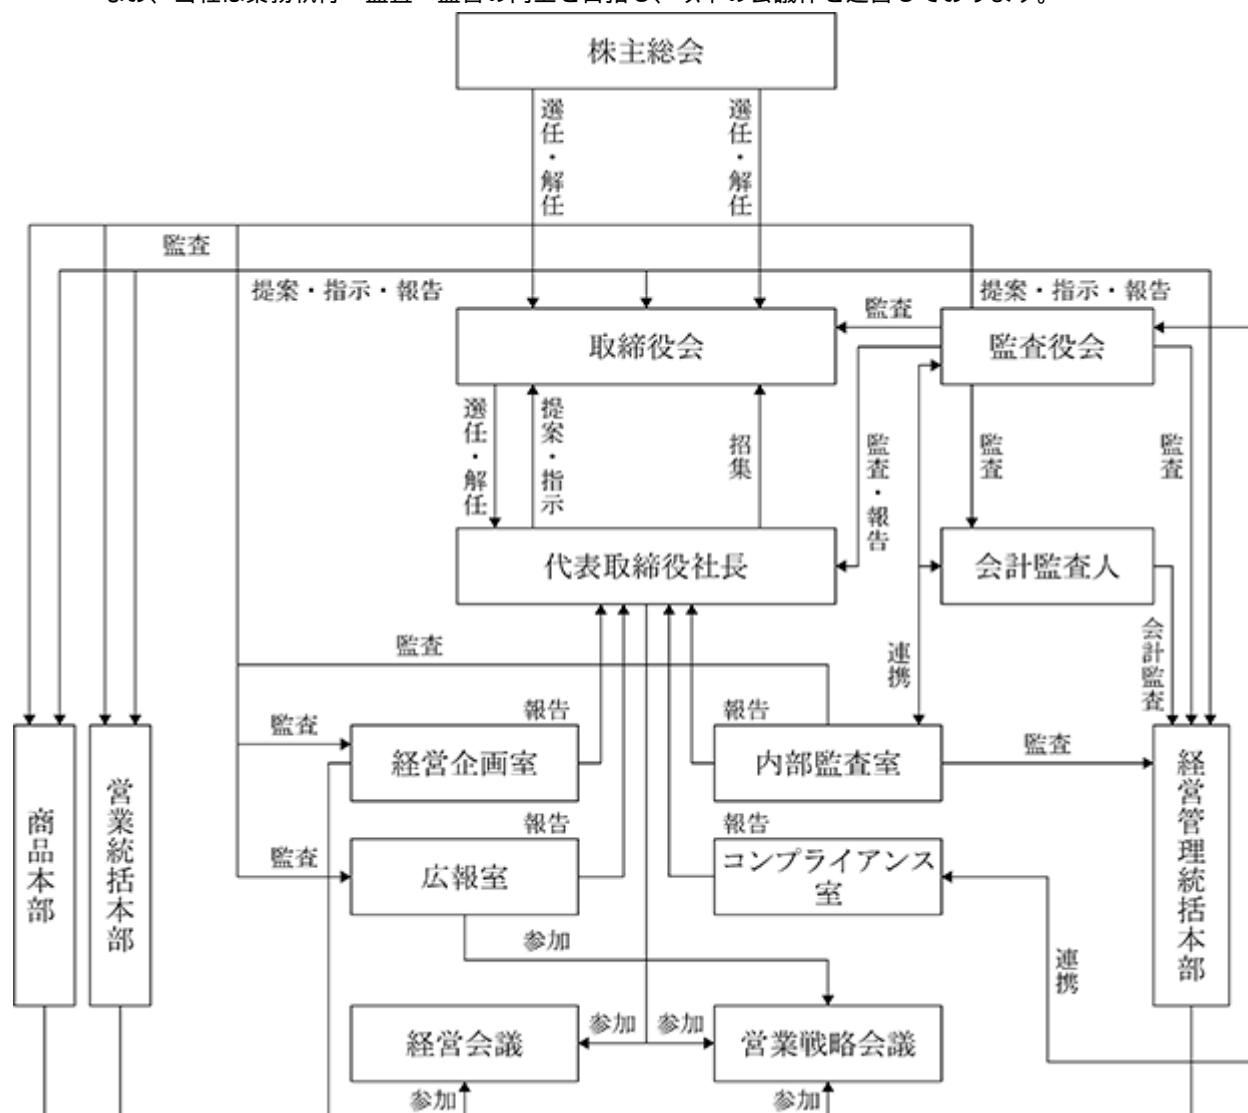 株主総会
選任・解任
選任・解任
監査
提案・指示・報告
提案・指示・報告
取締役会
監査
監査役会
選任・解任
提案・指示
招集
監査・報告
監査
監査
代表取締役社長
会計監査人
監査
連携
会計監査
報告
報告
監査
経営企画室
内部監査室
監査
商品本部
営業統括本部
経営管理統括本部
報告
報告
監査
広報室
コンプライアンス
室
参加
連携
経営会議
参加
参加
営業戦略会議
参加
参加